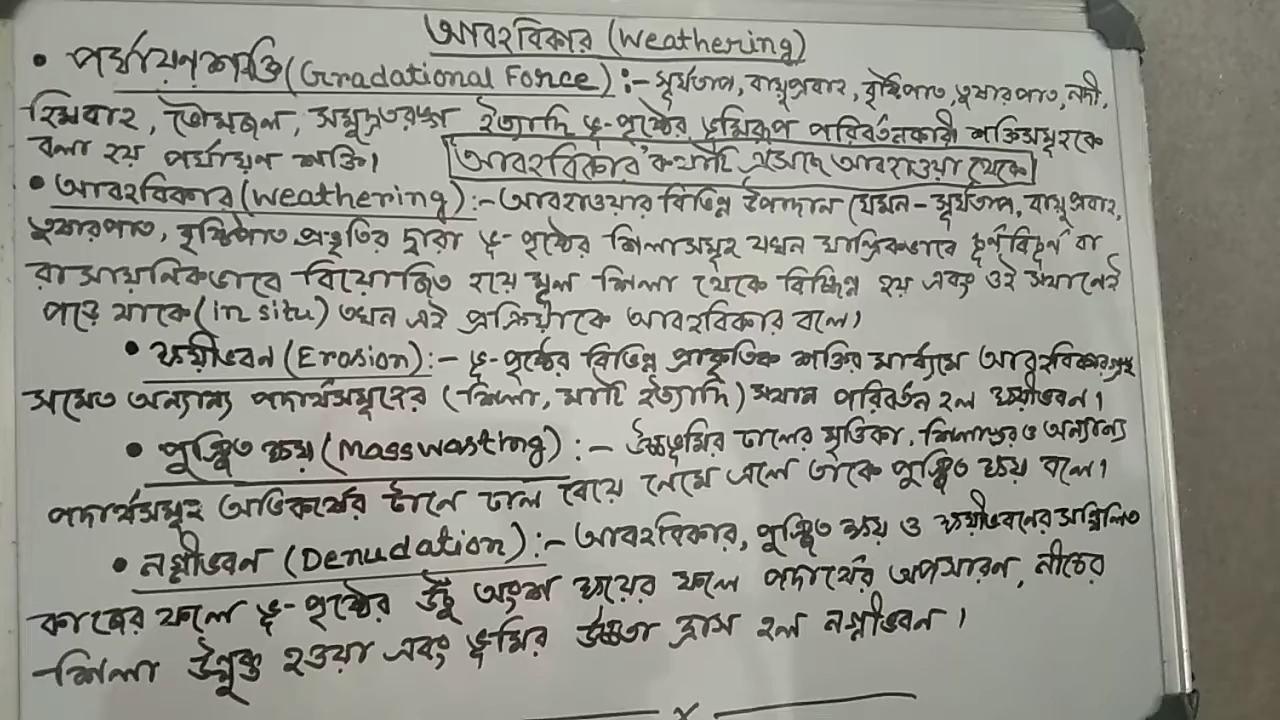 আবহবিকার (Weathering)
• পর্যায়ণ শক্তি (Gradational Force) :- সূর্যতাপ, বায়ুপ্রবাহ, বৃষ্টিপাত, তুষারপাত, নদী,
হিমবাহ, ভৌমজল, সমুদ্রতরঙ্গ ইত্যাদি ভূ-পৃষ্ঠের ভূমিরূপ পরিবর্তনকারী শক্তিসমূহকে
বলা হয় পর্যায়ণ শক্তি। 'আবহবিকার' কথাটি এসেছে আবহাওয়া থেকে
• আবহবিকার (Weathering) :- আবহাওয়ার বিভিন্ন উপাদান যেমন - সূর্যতাপ, বায়ুপ্রবাহ,
তুষারপাত, বৃষ্টিপাত প্রভৃতির দ্বারা ভূ-পৃষ্ঠের শিলাসমূহ যখন যান্ত্রিকভাবে চূর্ণবিচূর্ণ বা
রাসায়নিকভাবে বিয়োজিত হয়ে মূল শিলা থেকে বিচ্ছিন্ন হয় এবং ওই স্থানেই
পড়ে থাকে (in situ) তখন এই প্রক্রিয়াকে আবহবিকার বলে।
• ক্ষয়ীভবন (Erosion) :- ভূ-পৃষ্ঠের বিভিন্ন প্রাকৃতিক শক্তির মাধ্যমে আবহবিকারগ্রস্থ
সমেত অন্যান্য পদার্থসমূহের (শিলা, মাটি ইত্যাদি) স্থান পরিবর্তন হল ক্ষয়ীভবন।
• পুঞ্জিত ক্ষয় (Mass wasting) :- উচ্চভূমির ঢালের মৃত্তিকা, শিলাস্তর ও অন্যান্য
পদার্থসমূহ অভিকর্ষের টানে ঢাল বেয়ে নেমে এলে তাকে পুঞ্জিত ক্ষয় বলে।
• নগ্নীভবন (Denudation) :- আবহবিকার, পুঞ্জিত ক্ষয় ও ক্ষয়ীভবনের সম্মিলিত
কাজের ফলে ভূ-পৃষ্ঠের উঁচু অংশ ক্ষয়ের ফলে পদার্থের অপসারন, নীচের
শিলা উন্মুক্ত হওয়া এবং ভূমির উচ্চতা হ্রাস হল নগ্নীভবন।
x